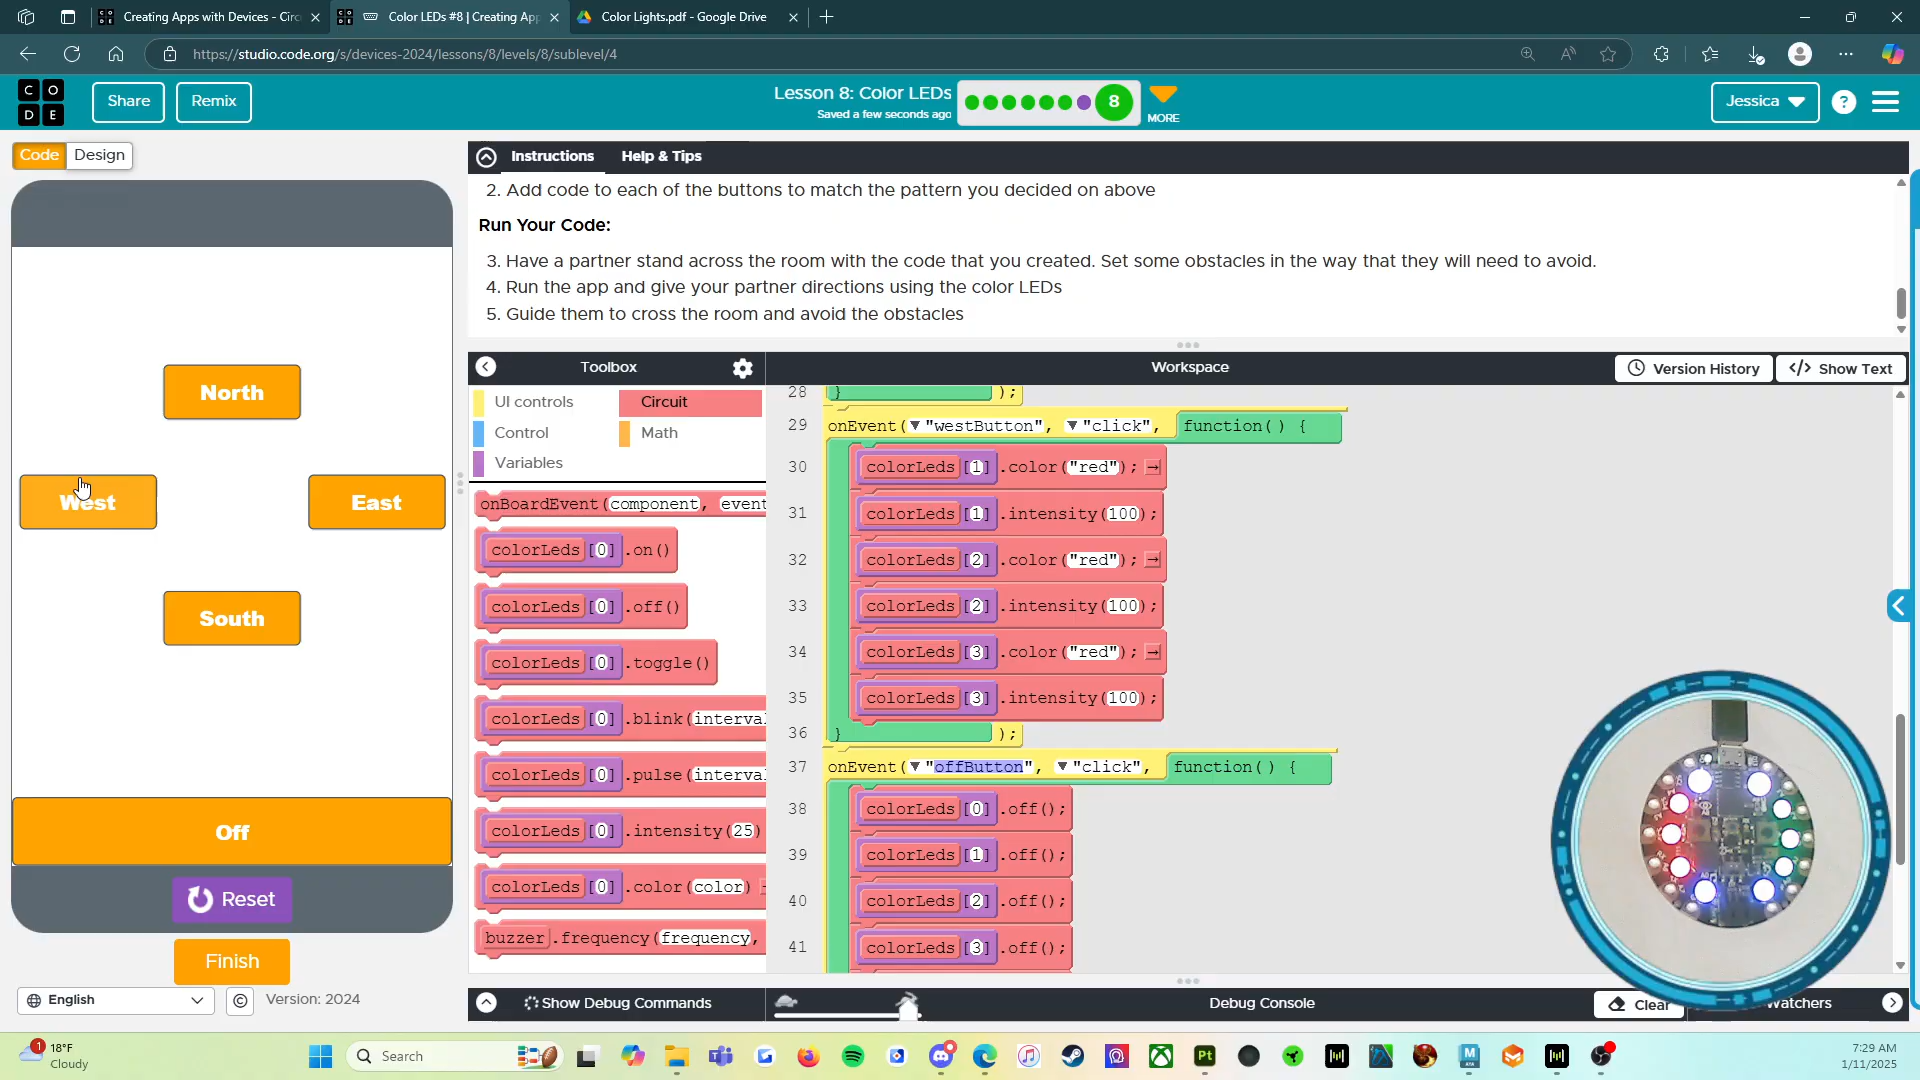 Creating Apps with Devices - Circ
Color LEDs #8 | Creating App
Color Lights.pdf - Google Drive
https://studio.code.org/s/devices-2024/lessons/8/levels/8/sublevel/4
C O
D E
Share
Remix
Lesson 8: Color LEDs
Saved a few seconds ago
8
MORE
Jessica
?
Code
Design
Instructions
Help & Tips
2. Add code to each of the buttons to match the pattern you decided on above
Run Your Code:
3. Have a partner stand across the room with the code that you created. Set some obstacles in the way that they will need to avoid.
4. Run the app and give your partner directions using the color LEDs
5. Guide them to cross the room and avoid the obstacles
North
West
East
South
Off
Reset
Finish
English
©
Version: 2024
Toolbox
Workspace
Version History
</> Show Text
UI controls
Circuit
Control
Math
Variables
onBoardEvent(component, event
colorLeds [0] .on()
colorLeds [0] .off()
colorLeds [0] .toggle()
colorLeds [0] .blink(interval
colorLeds [0] .pulse(interval
colorLeds [0] .intensity(25)
colorLeds [0] .color(color)
buzzer .frequency(frequency,
28 } );
29 onEvent(▼"westButton", ▼"click", function() {
30 colorLeds [1] .color("red"); →
31 colorLeds [1] .intensity(100);
32 colorLeds [2] .color("red"); →
33 colorLeds [2] .intensity(100);
34 colorLeds [3] .color("red"); →
35 colorLeds [3] .intensity(100);
36 } );
37 onEvent(▼"offButton", ▼"click", function() {
38 colorLeds [0] .off();
39 colorLeds [1] .off();
40 colorLeds [2] .off();
41 colorLeds [3] .off();
Show Debug Commands
Debug Console
Clear
Watchers
1
18°F
Cloudy
Search
Pt
7:29 AM
1/11/2025